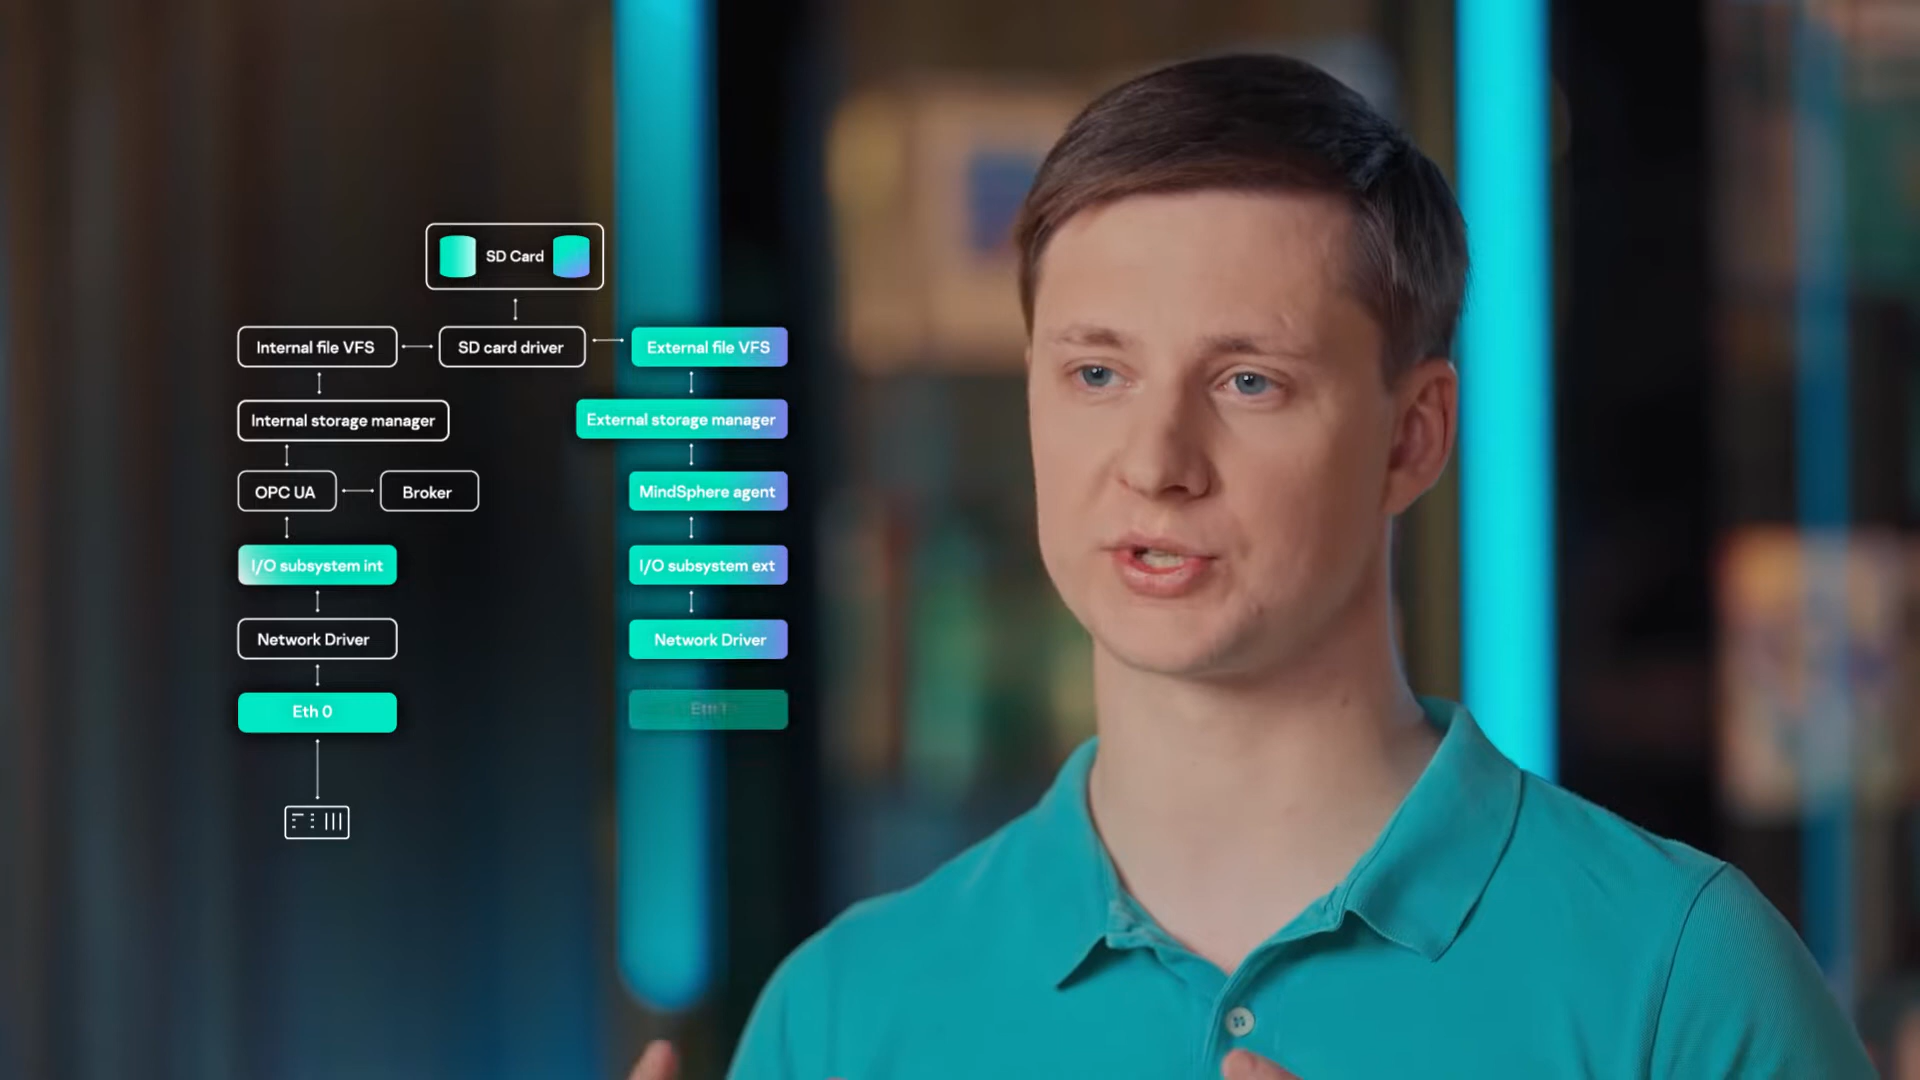 SD Card
Internal file VFS
SD card driver
External file VFS
Internal storage manager
External storage manager
OPC UA
Broker
MindSphere agent
I/O subsystem int
I/O subsystem ext
Network Driver
Network Driver
Eth 0